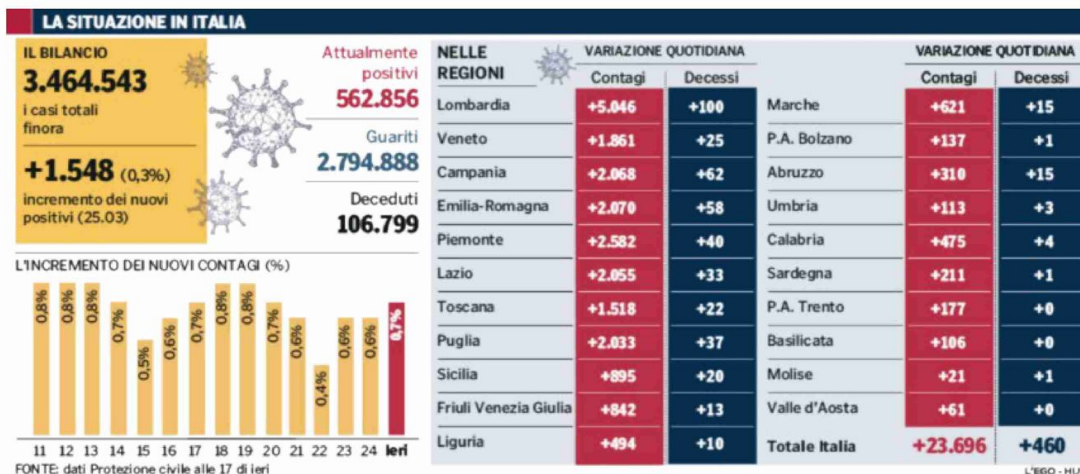 LA SITUAZIONE IN ITALIA
IL BILANCIO
3.464.543
i casi totali
finora
+1.548 (0,3%)
incremento dei nuovi
positivi (25.03)
Attualmente
positivi
562.856
Guariti
2.794.888
Deceduti
106.799
L'INCREMENTO DEI NUOVI CONTAGI (%)
0,8% 0,8% 0,8% 0,7% 0,5% 0,6% 0,7% 0,8% 0,8% 0,7% 0,6% 0,4% 0,6% 0,6% 0,7%
11 12 13 14 15 16 17 18 19 20 21 22 23 24 Ieri
FONTE: dati Protezione civile alle 17 di ieri
NELLE
REGIONI
VARIAZIONE QUOTIDIANA
Contagi Decessi
Lombardia +5.046 +100
Veneto +1.861 +25
Campania +2.068 +62
Emilia-Romagna +2.070 +58
Piemonte +2.582 +40
Lazio +2.055 +33
Toscana +1.518 +22
Puglia +2.033 +37
Sicilia +895 +20
Friuli Venezia Giulia +842 +13
Liguria +494 +10
VARIAZIONE QUOTIDIANA
Contagi Decessi
Marche +621 +15
P.A. Bolzano +137 +1
Abruzzo +310 +15
Umbria +113 +3
Calabria +475 +4
Sardegna +211 +1
P.A. Trento +177 +0
Basilicata +106 +0
Molise +21 +1
Valle d'Aosta +61 +0
Totale Italia +23.696 +460
L'EGO - HU